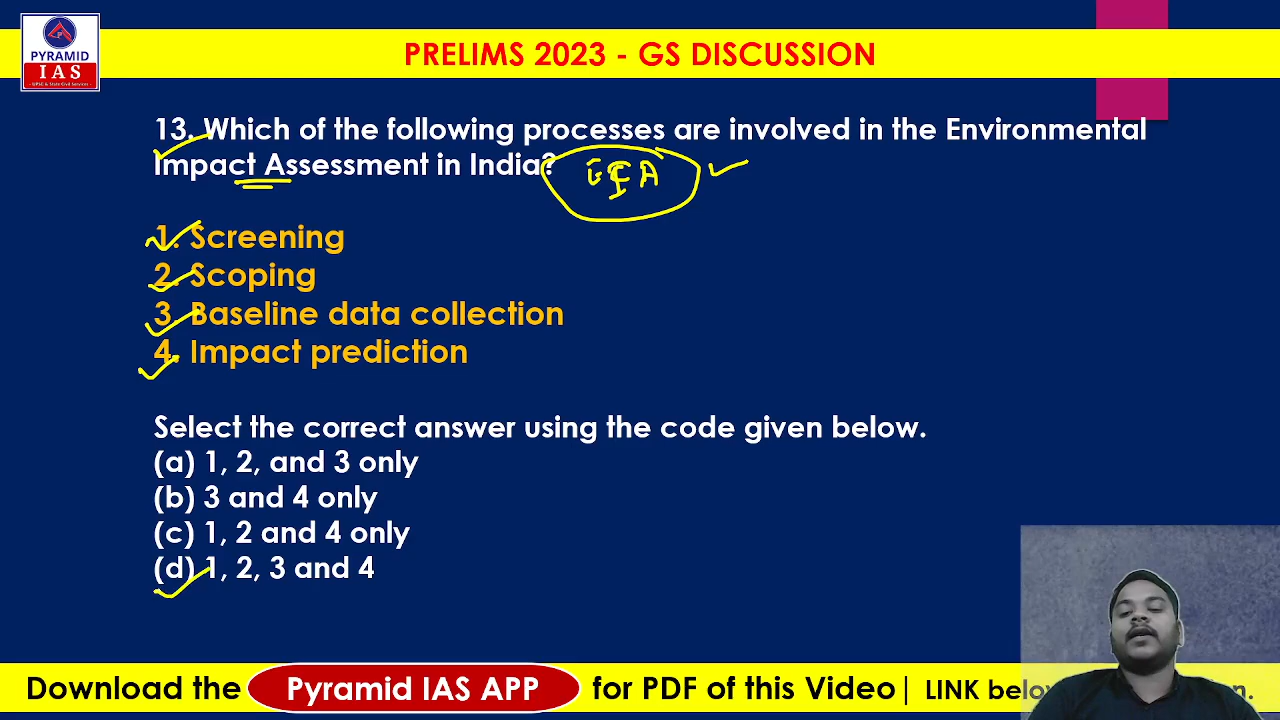 PYRAMID
IAS
PRELIMS 2023 - GS DISCUSSION
13. Which of the following processes are involved in the Environmental
Impact Assessment in India?
1. Screening
2. Scoping
3. Baseline data collection
4. Impact prediction
Select the correct answer using the code given below.
(a) 1, 2, and 3 only
(b) 3 and 4 only
(c) 1, 2 and 4 only
(d) 1, 2, 3 and 4
Download the Pyramid IAS APP for PDF of this Video| LINK below